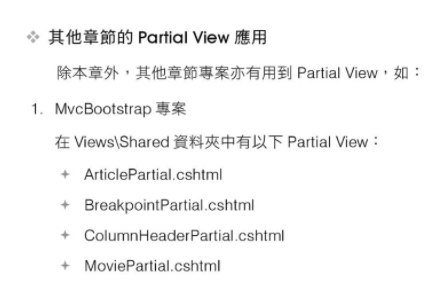 ❖ 其他章節的 Partial View 應用
除本章外，其他章節專案亦有用到 Partial View，如：
1. MvcBootstrap 專案
在 Views\Shared 資料夾中有以下 Partial View：
+ ArticlePartial.cshtml
+ BreakpointPartial.cshtml
+ ColumnHeaderPartial.cshtml
+ MoviePartial.cshtml